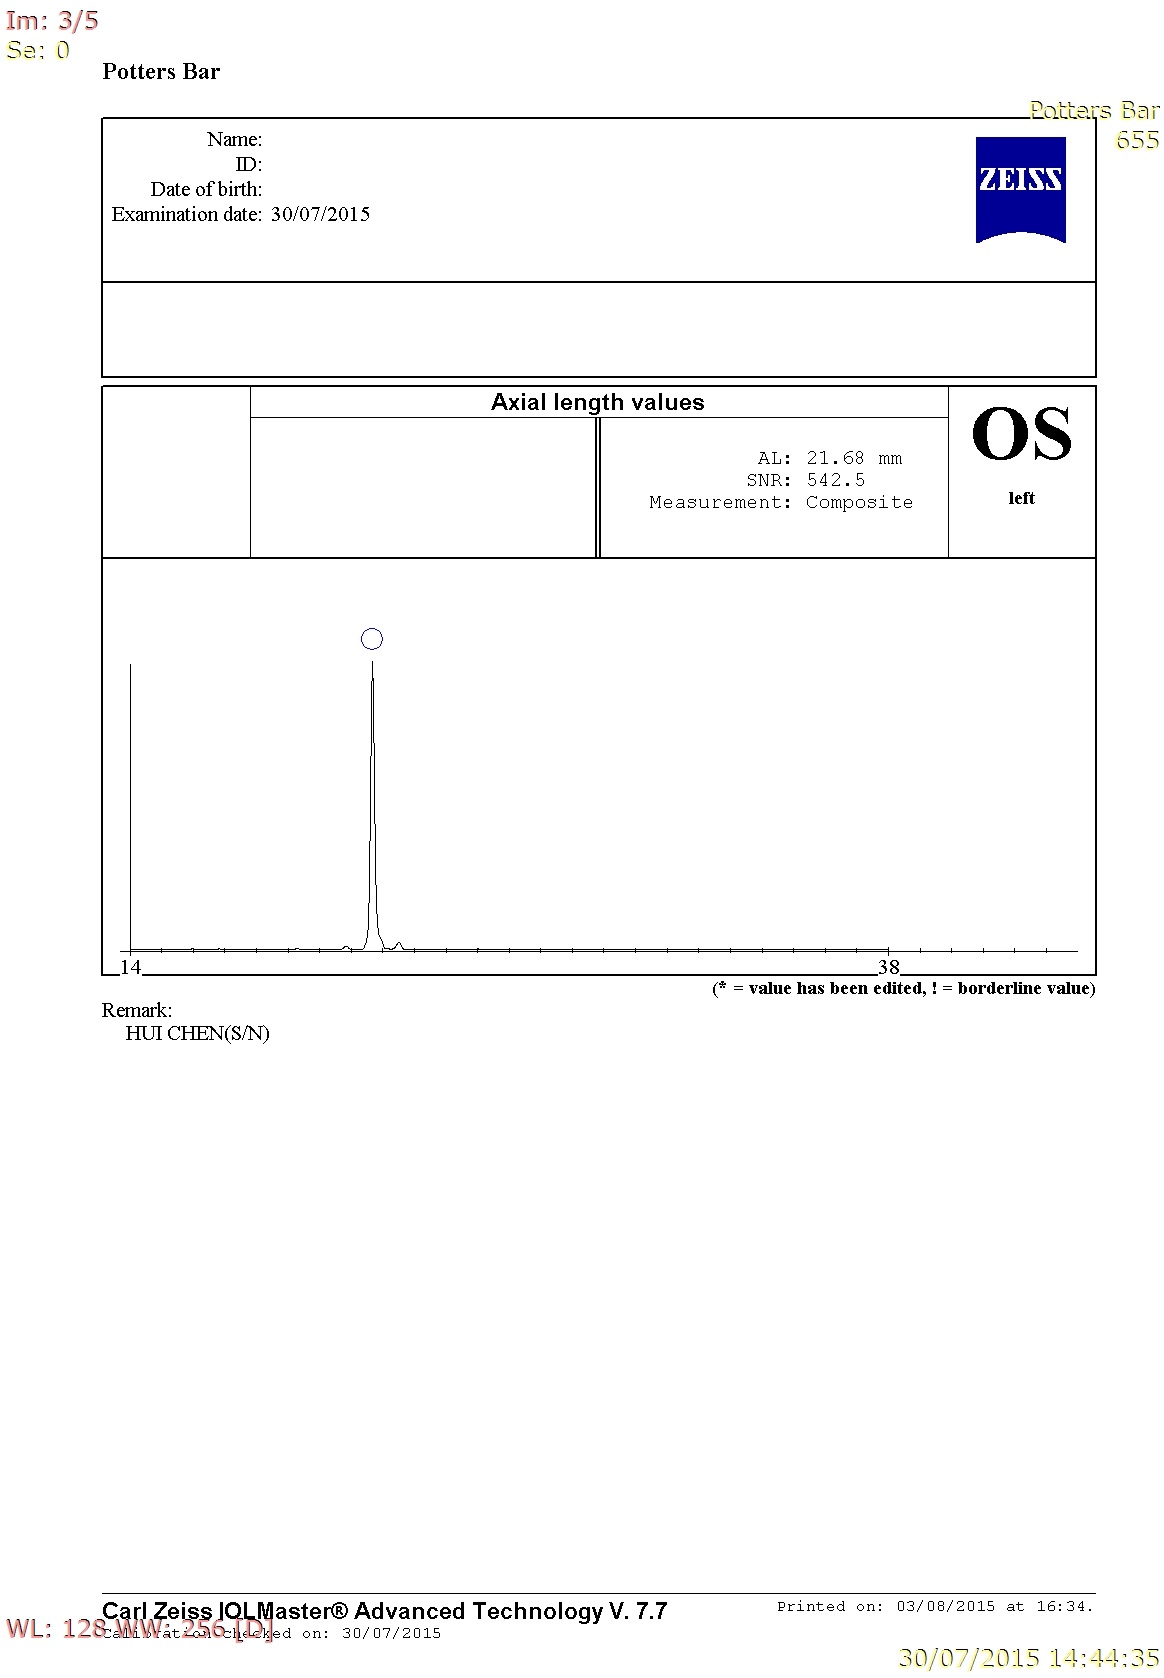 Im: 3/5
Se: 0
Potters Bar
Potters Bar
655
Name:
ID:
Date of birth:
Examination date: 30/07/2015
ZEISS
Axial length values
OS
left
AL: 21.68 mm
SNR: 542.5
Measurement: Composite
14 38
(* = value has been edited, ! = borderline value)
Remark:
HUI CHEN(S/N)
Carl Zeiss IOLMaster® Advanced Technology V. 7.7
Printed on: 03/08/2015 at 16:34.
WL: 128 WW: 256 [D]
Calibration checked on: 30/07/2015
30/07/2015 14:44:35